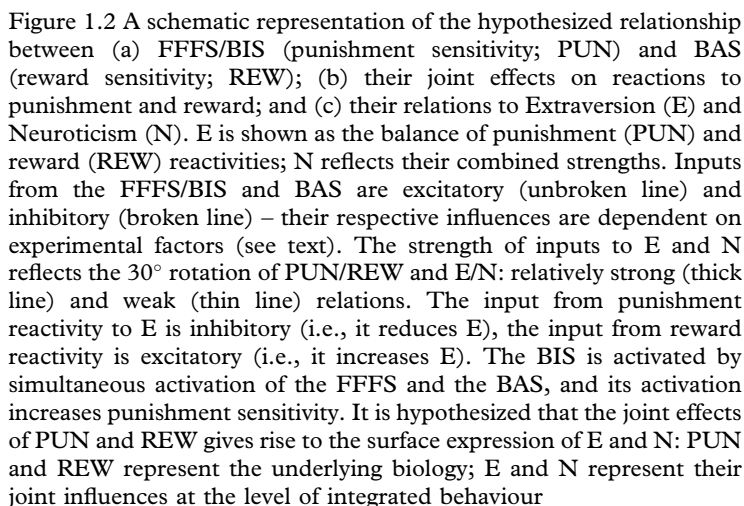 Figure 1.2 A schematic representation of the hypothesized relationship
between (a) FFFS/BIS (punishment sensitivity; PUN) and BAS
(reward sensitivity; REW); (b) their joint effects on reactions to
punishment and reward; and (c) their relations to Extraversion (E) and
Neuroticism (N). E is shown as the balance of punishment (PUN) and
reward (REW) reactivities; N reflects their combined strengths. Inputs
from the FFFS/BIS and BAS are excitatory (unbroken line) and
inhibitory (broken line) – their respective influences are dependent on
experimental factors (see text). The strength of inputs to E and N
reflects the 30° rotation of PUN/REW and E/N: relatively strong (thick
line) and weak (thin line) relations. The input from punishment
reactivity to E is inhibitory (i.e., it reduces E), the input from reward
reactivity is excitatory (i.e., it increases E). The BIS is activated by
simultaneous activation of the FFFS and the BAS, and its activation
increases punishment sensitivity. It is hypothesized that the joint effects
of PUN and REW gives rise to the surface expression of E and N: PUN
and REW represent the underlying biology; E and N represent their
joint influences at the level of integrated behaviour